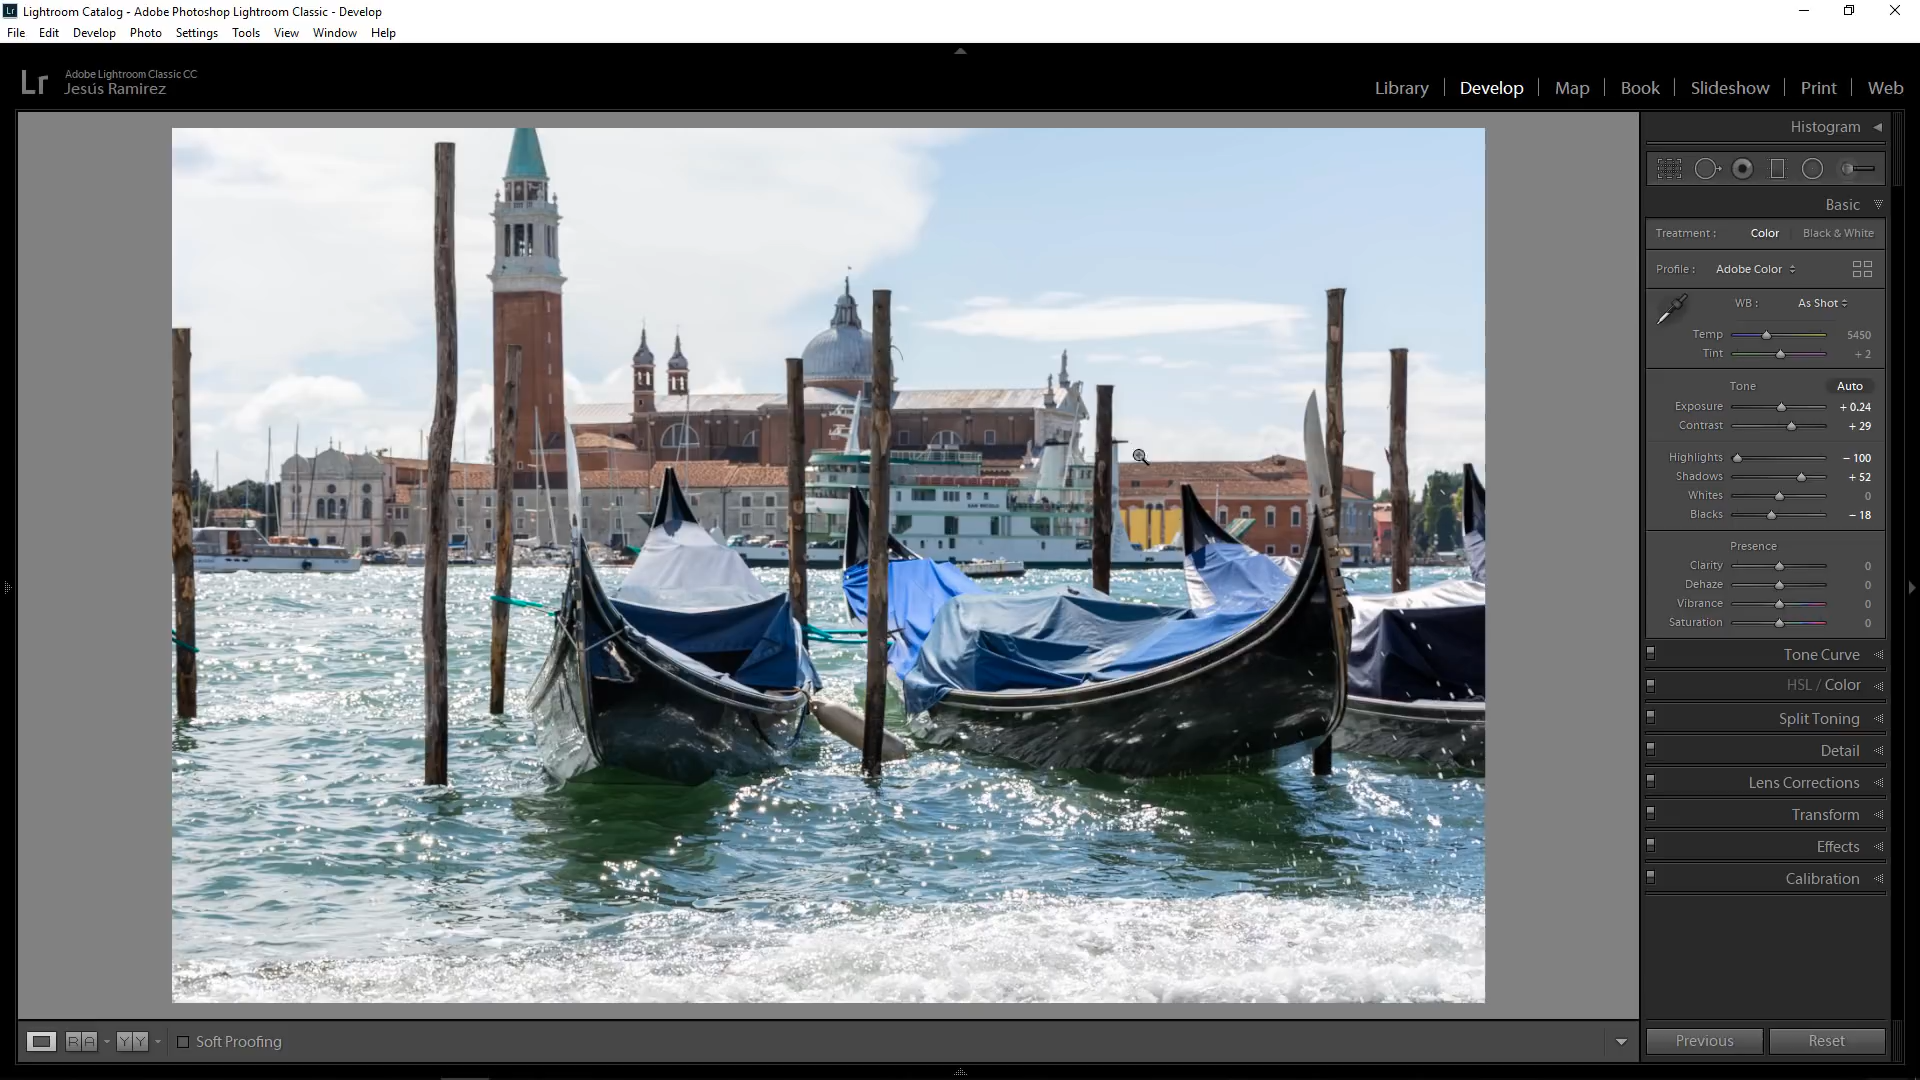 Lr Lightroom Catalog - Adobe Photoshop Lightroom Classic - Develop
File Edit Develop Photo Settings Tools View Window Help
Lr Adobe Lightroom Classic CC
Jesús Ramirez
Library Develop Map Book Slideshow Print Web
Histogram
Basic
Treatment : Color Black & White
Profile : Adobe Color
WB : As Shot
Temp 5450
Tint + 2
Tone Auto
Exposure + 0.24
Contrast + 29
Highlights − 100
Shadows + 52
Whites 0
Blacks − 18
Presence
Clarity 0
Dehaze 0
Vibrance 0
Saturation 0
Tone Curve
HSL / Color
Split Toning
Detail
Lens Corrections
Transform
Effects
Calibration
SAN NICOLO
R A Y Y Soft Proofing
Previous Reset